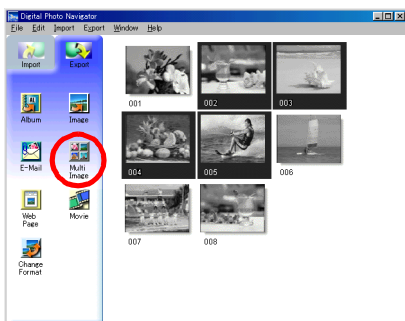 Digital Photo Navigator
File Edit Import Export Window Help
Import Export
Album Image
E-Mail Multi Image
Web Page Movie
Change Format
001 002 003
004 005 006
007 008